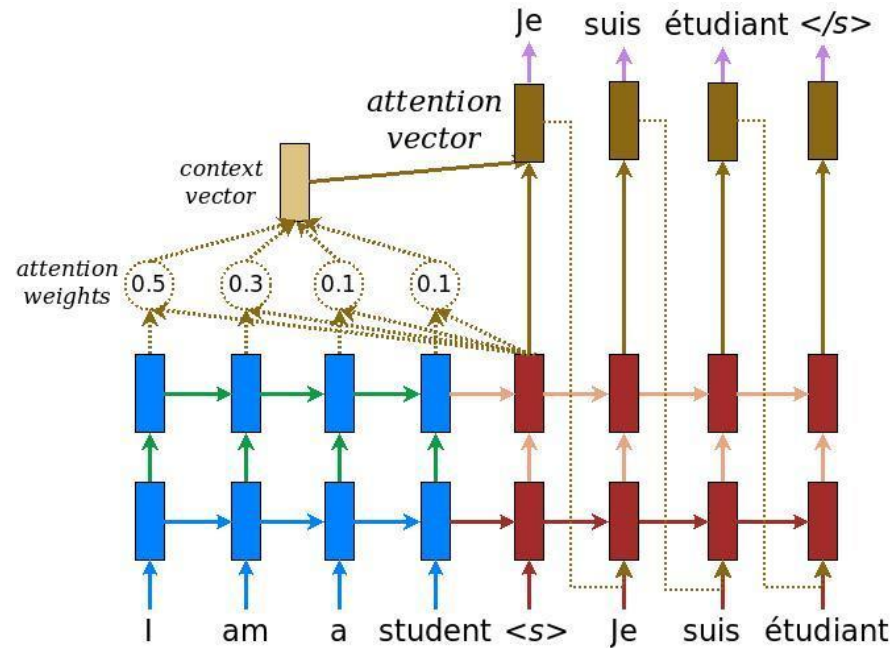 Je suis étudiant </s>
attention
vector
context
vector
attention
weights
0.5 0.3 0.1 0.1
I am a student <s> Je suis étudiant